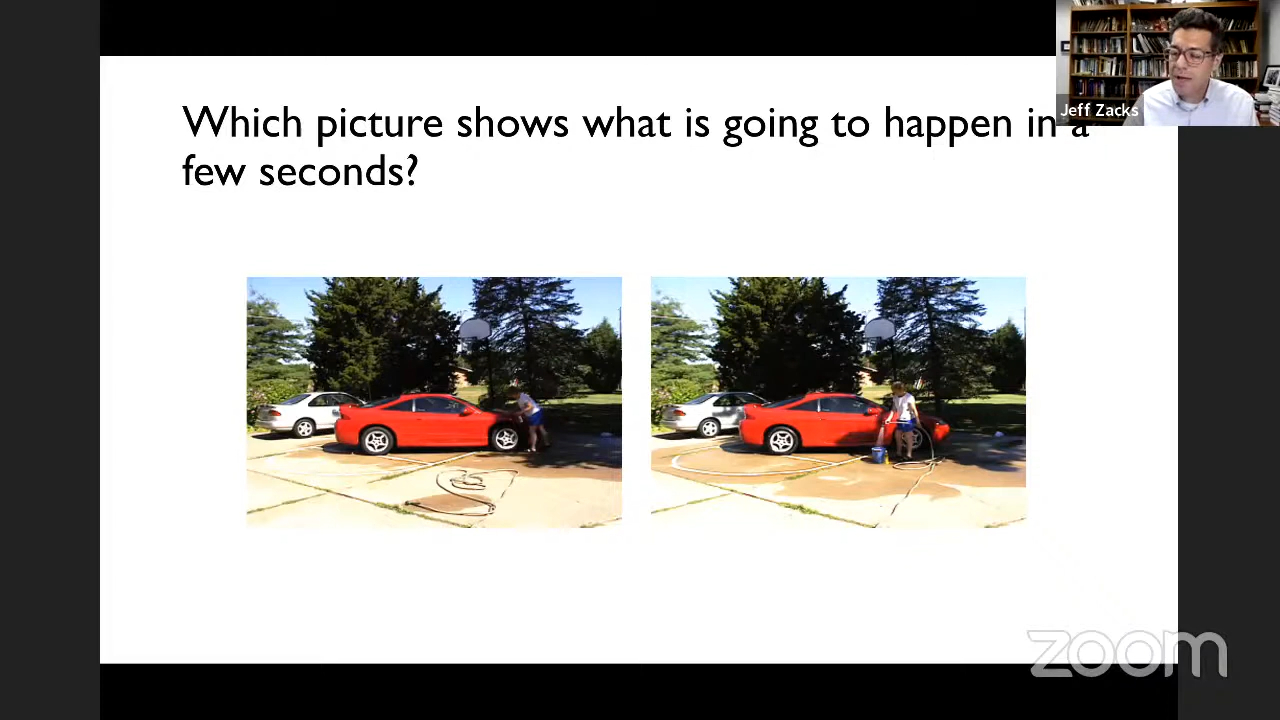 Which picture shows what is going to happen in a
few seconds?
Jeff Zacks
zoom